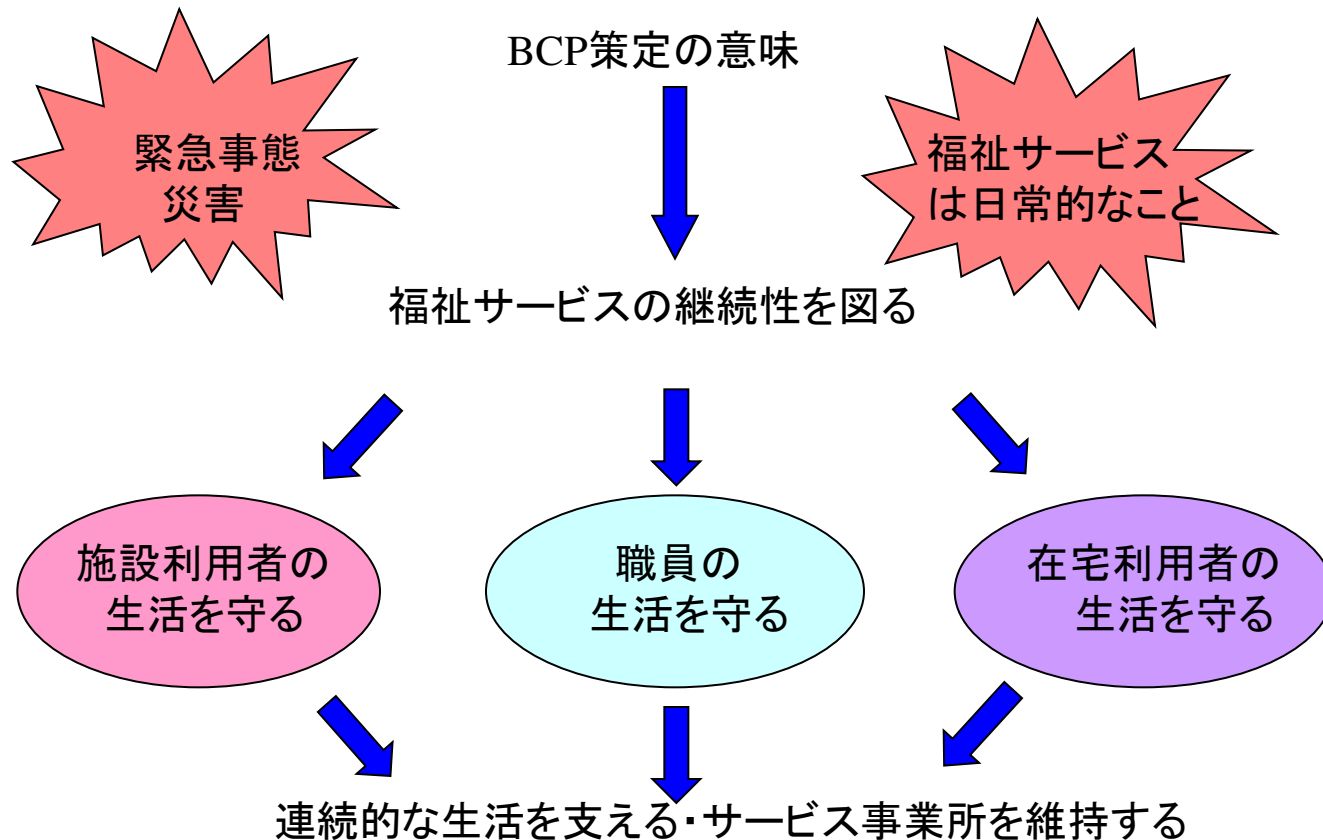 BCP策定の意味
緊急事態
災害
福祉サービス
は日常的なこと
福祉サービスの継続性を図る
施設利用者の
生活を守る
職員の
生活を守る
在宅利用者の
生活を守る
連続的な生活を支える・サービス事業所を維持する